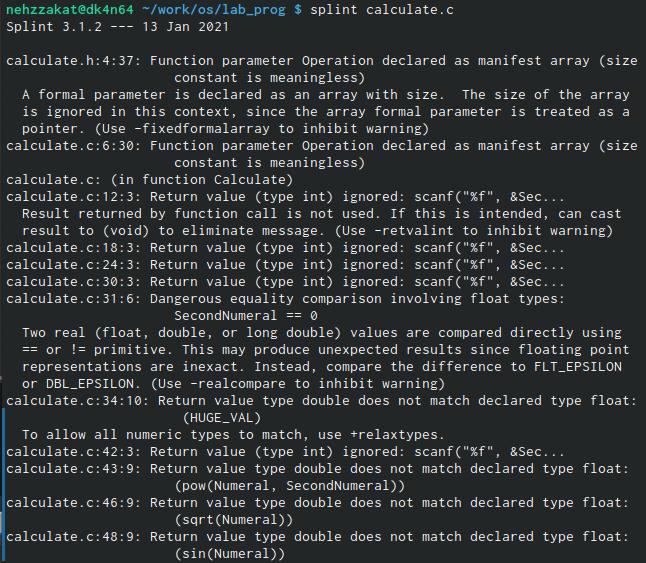 nehzzakat@dk4n64 ~/work/os/lab_prog $ splint calculate.c
Splint 3.1.2 --- 13 Jan 2021

calculate.h:4:37: Function parameter Operation declared as manifest array (size
                     constant is meaningless)
  A formal parameter is declared as an array with size.  The size of the array
  is ignored in this context, since the array formal parameter is treated as a
  pointer. (Use -fixedformalarray to inhibit warning)
calculate.c:6:30: Function parameter Operation declared as manifest array (size
                     constant is meaningless)
calculate.c: (in function Calculate)
calculate.c:12:3: Return value (type int) ignored: scanf("%f", &Sec...
  Result returned by function call is not used. If this is intended, can cast
  result to (void) to eliminate message. (Use -retvalint to inhibit warning)
calculate.c:18:3: Return value (type int) ignored: scanf("%f", &Sec...
calculate.c:24:3: Return value (type int) ignored: scanf("%f", &Sec...
calculate.c:30:3: Return value (type int) ignored: scanf("%f", &Sec...
calculate.c:31:6: Dangerous equality comparison involving float types:
                     SecondNumeral == 0
  Two real (float, double, or long double) values are compared directly using
  == or != primitive. This may produce unexpected results since floating point
  representations are inexact. Instead, compare the difference to FLT_EPSILON
  or DBL_EPSILON. (Use -realcompare to inhibit warning)
calculate.c:34:10: Return value type double does not match declared type float:
                      (HUGE_VAL)
  To allow all numeric types to match, use +relaxtypes.
calculate.c:42:3: Return value (type int) ignored: scanf("%f", &Sec...
calculate.c:43:9: Return value type double does not match declared type float:
                     (pow(Numeral, SecondNumeral))
calculate.c:46:9: Return value type double does not match declared type float:
                     (sqrt(Numeral))
calculate.c:48:9: Return value type double does not match declared type float:
                     (sin(Numeral))